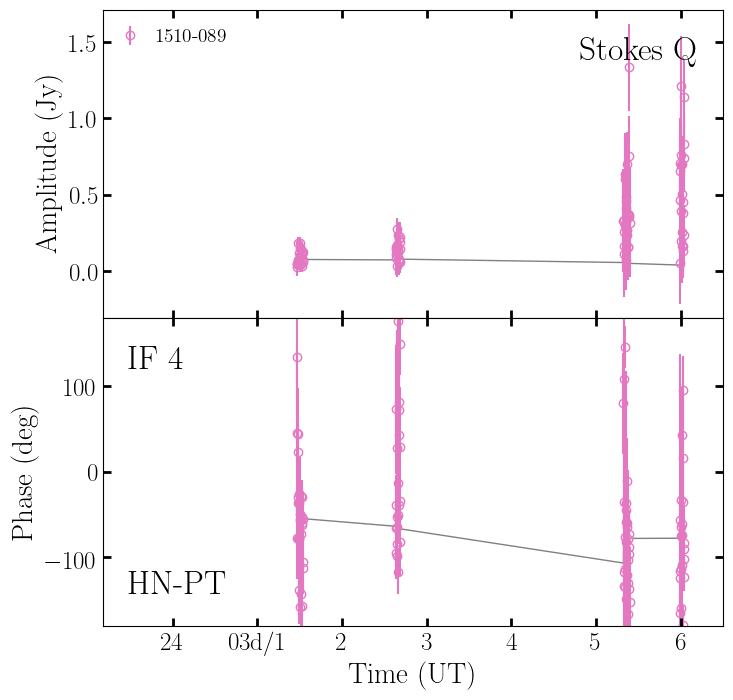 1510-089
Stokes Q
1.5
1.0
0.5
0.0
Amplitude (Jy)
IF 4
100
0
−100
Phase (deg)
HN-PT
24 03d/1 2 3 4 5 6
Time (UT)